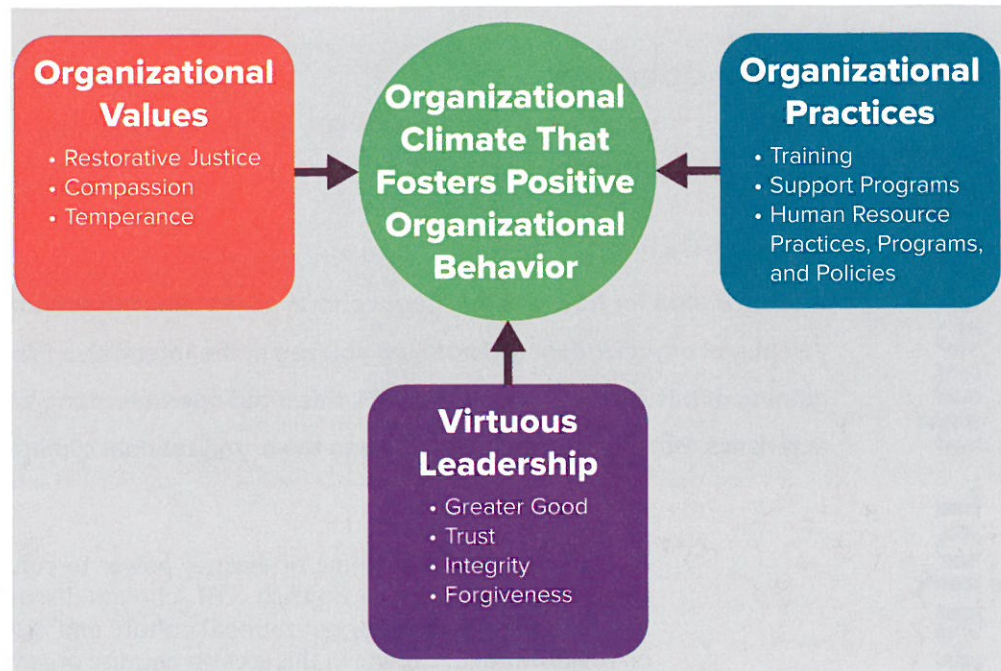 Organizational
Values
• Restorative Justice
• Compassion
• Temperance
Organizational
Climate That
Fosters Positive
Organizational
Behavior
Organizational
Practices
• Training
• Support Programs
• Human Resource
Practices, Programs,
and Policies
Virtuous
Leadership
• Greater Good
• Trust
• Integrity
• Forgiveness